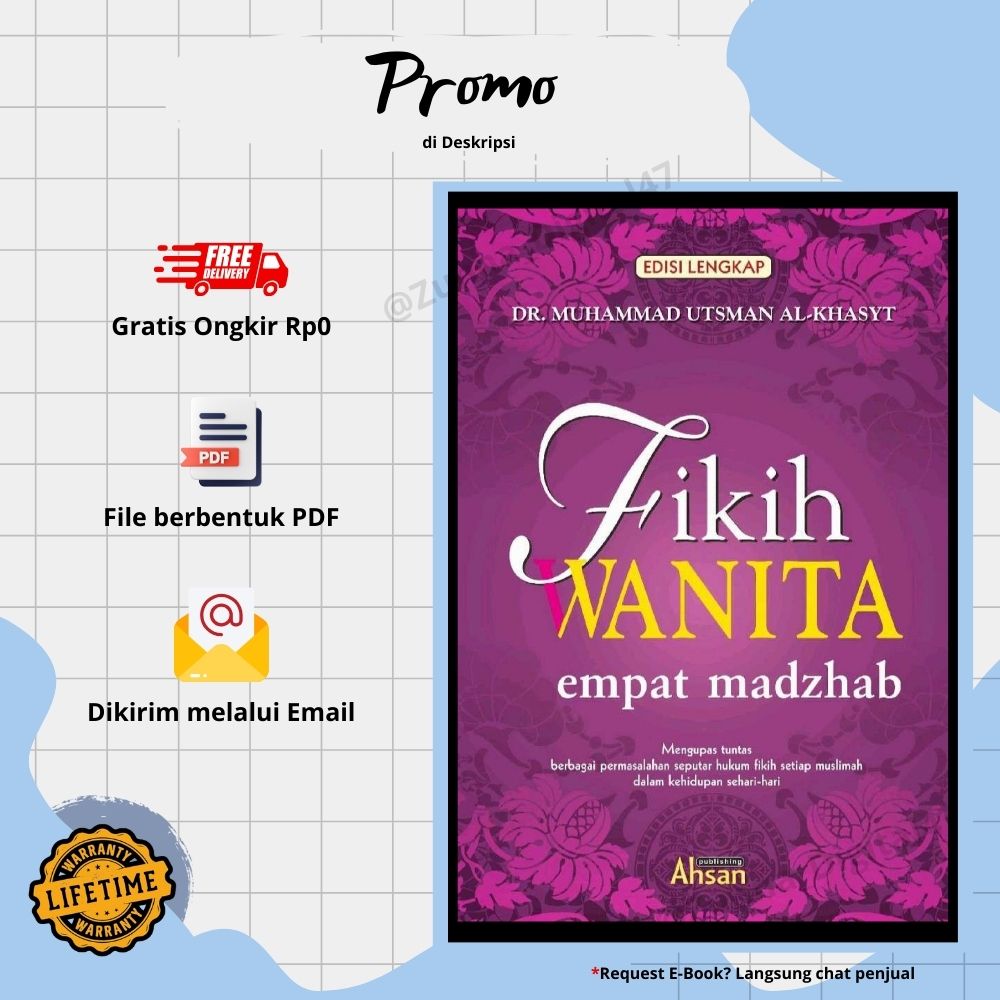 Promo
di Deskripsi
FREE
DELIVERY
Gratis Ongkir Rp0
PDF
File berbentuk PDF
@
Dikirim melalui Email
WARRANTY
LIFETIME
WARRANTY
EDISI LENGKAP
DR. MUHAMMAD UTSMAN AL-KHASYT
Fikih
WANITA
empat madzhab
Mengupas tuntas
berbagai permasalahan seputar hukum fikih setiap muslimah
dalam kehidupan sehari-hari
publishing
Ahsan
*Request E-Book? Langsung chat penjual